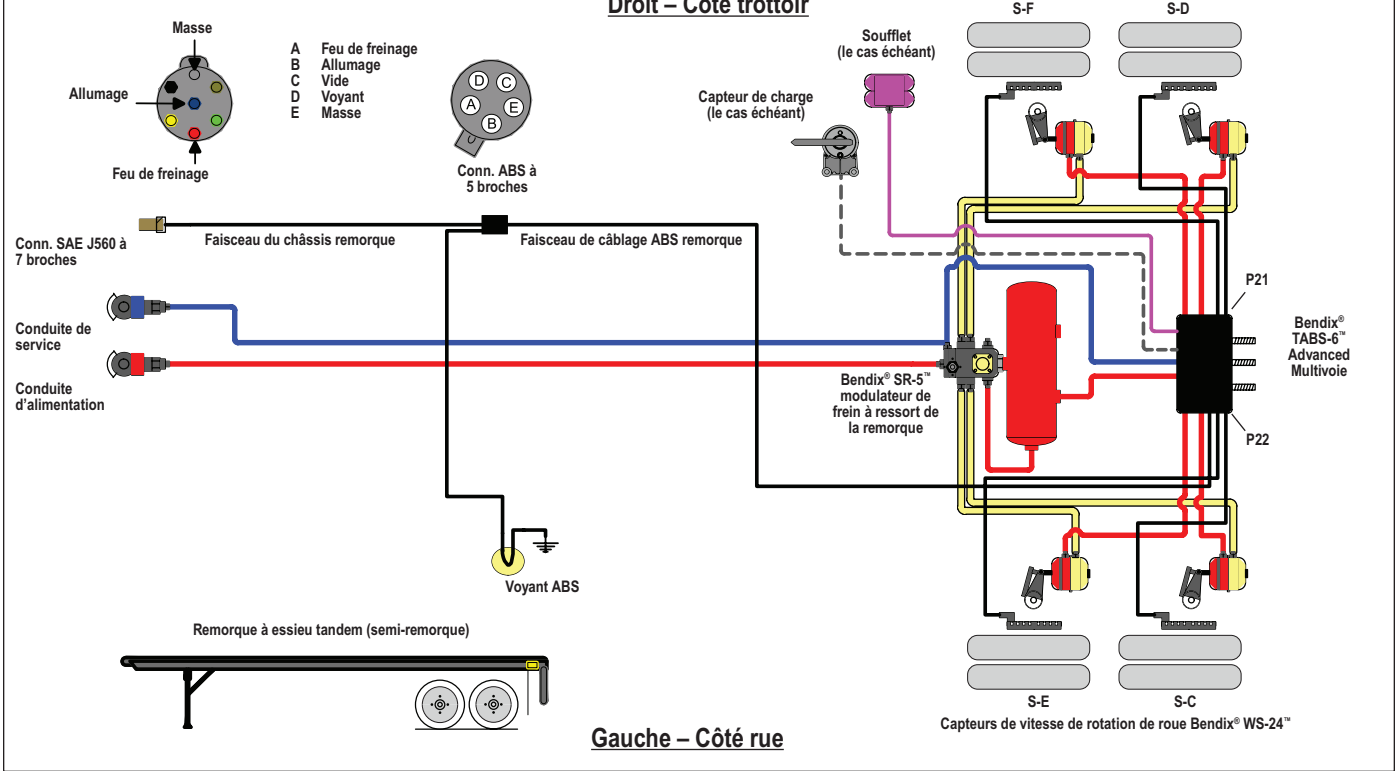 Droit – Côté trottoir
S-F
S-D
Masse
A Feu de freinage
B Allumage
C Vide
D Voyant
E Masse
Allumage
Feu de freinage
D
C
A
E
B
Conn. ABS à
5 broches
Soufflet
(le cas échéant)
Capteur de charge
(le cas échéant)
Conn. SAE J560 à
7 broches
Faisceau du châssis remorque
Faisceau de câblage ABS remorque
Conduite de
service
Conduite
d'alimentation
Bendix® SR-5™
modulateur de
frein à ressort de
la remorque
P21
Bendix®
TABS-6™
Advanced
Multivoie
P22
Voyant ABS
Remorque à essieu tandem (semi-remorque)
S-E
S-C
Capteurs de vitesse de rotation de roue Bendix® WS-24™
Gauche – Côté rue